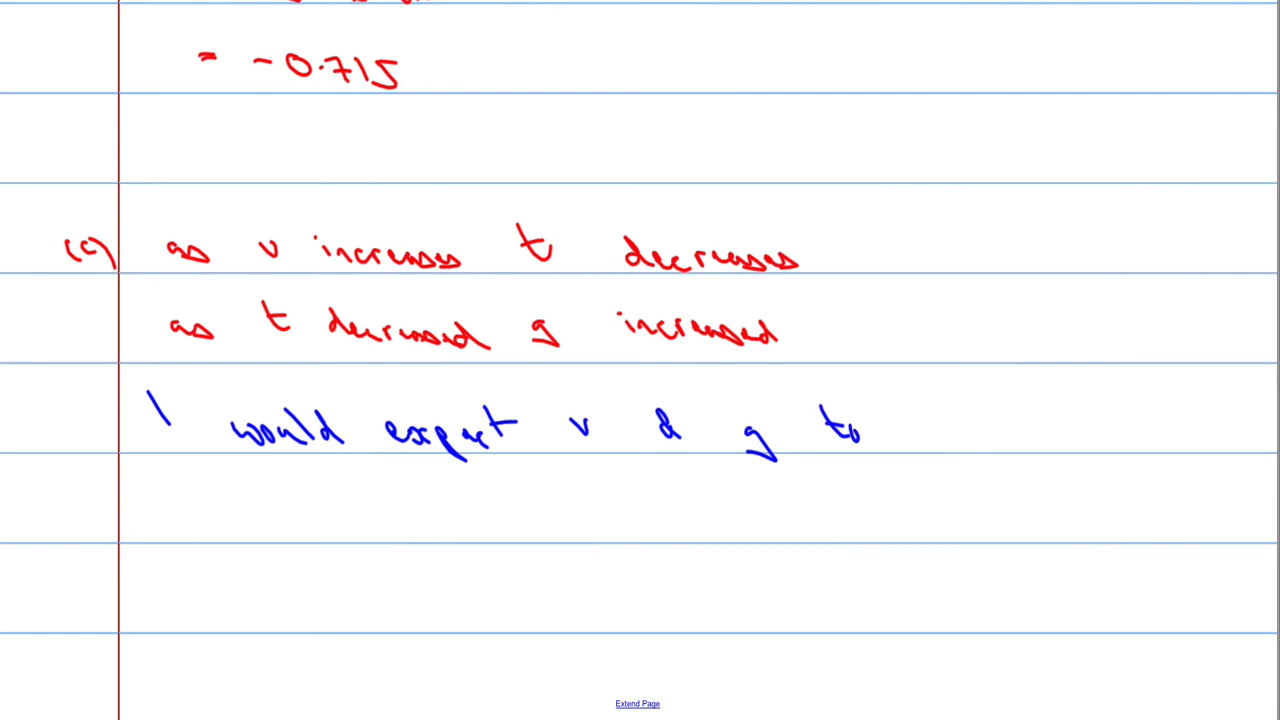 = -0.715
(c) as v increases t decreases
as t decreased g increased
I would expect v & g to
Extend Page